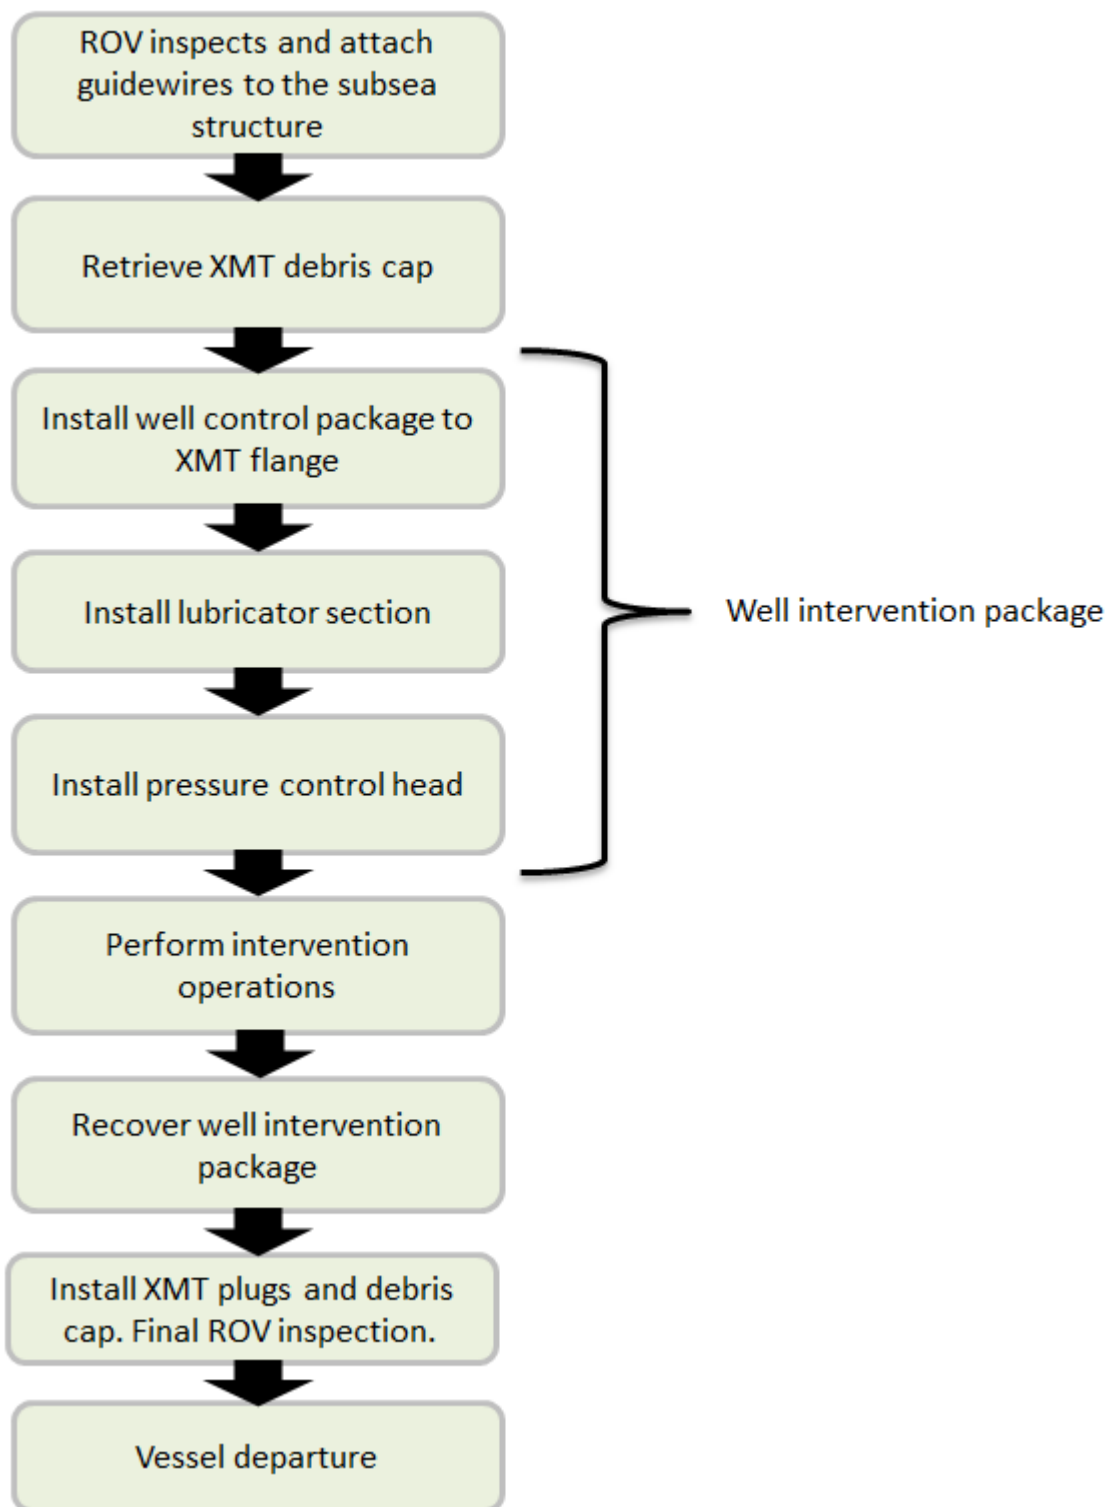 ROV inspects and attach
guidewires to the subsea
structure
Retrieve XMT debris cap
Install well control package to
XMT flange
Install lubricator section
Well intervention package
Install pressure control head
Perform intervention
operations
Recover well intervention
package
Install XMT plugs and debris
cap. Final ROV inspection.
Vessel departure